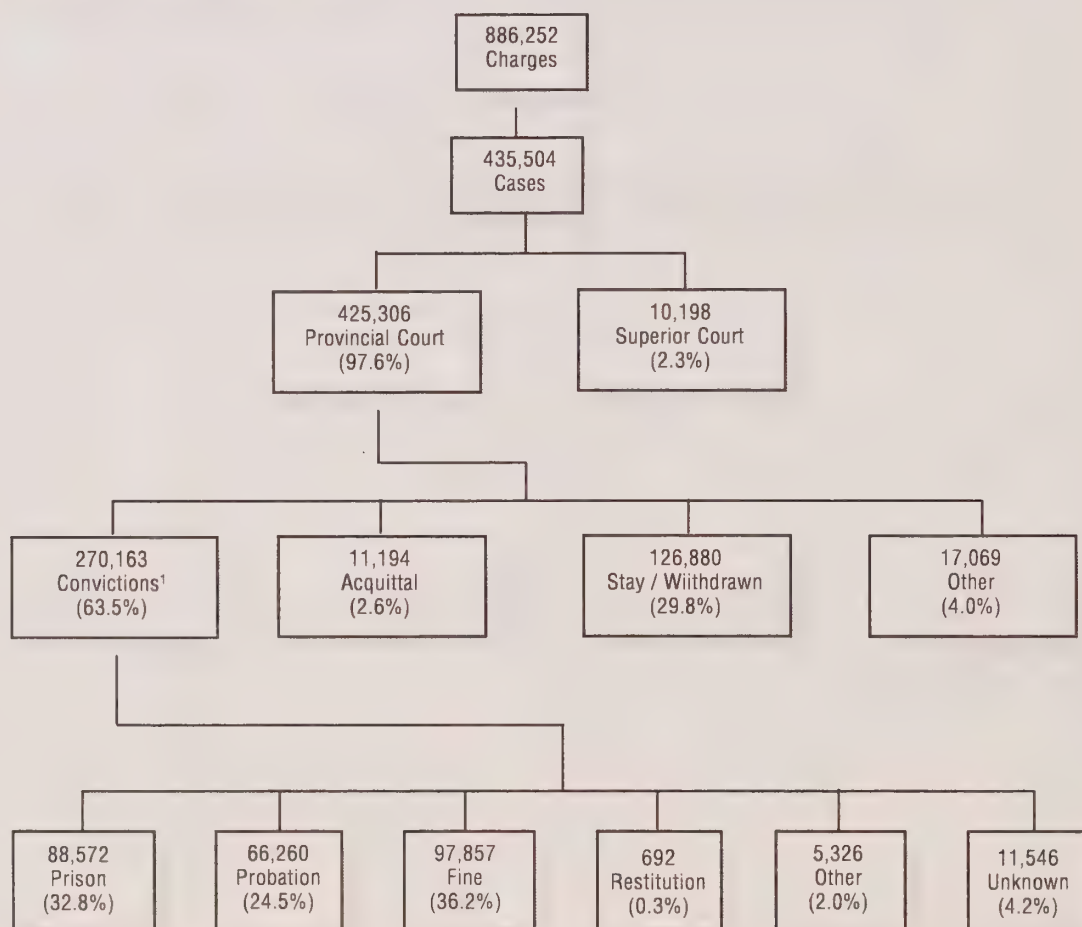 886,252
Charges
435,504
Cases
425,306
Provincial Court
(97.6%)
10,198
Superior Court
(2.3%)
270,163
Convictions¹
(63.5%)
11,194
Acquittal
(2.6%)
126,880
Stay / Wiithdrawn
(29.8%)
17,069
Other
(4.0%)
88,572
Prison
(32.8%)
66,260
Probation
(24.5%)
97,857
Fine
(36.2%)
692
Restitution
(0.3%)
5,326
Other
(2.0%)
11,546
Unknown
(4.2%)